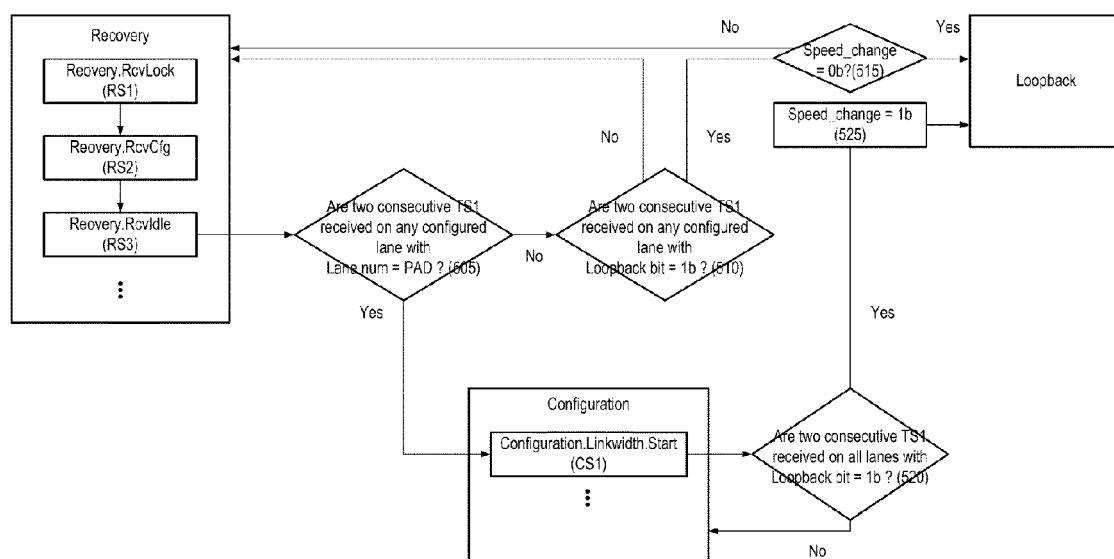 Recovery
Reovery.RcvLock
(RS1)
Reovery.RcvCfg
(RS2)
Reovery.RcvIdle
(RS3)
Are two consecutive TS1
received on any configured
lane with
Lane num = PAD ? (505)
No
Yes
Are two consecutive TS1
received on any configured
lane with
Loopback bit = 1b ? (510)
No
Yes
No
Speed_change
= 0b?(515)
Yes
Speed_change = 1b
(525)
Loopback
Yes
Configuration
Configuration.Linkwidth.Start
(CS1)
Are two consecutive TS1
received on all lanes with
Loopback bit = 1b ? (520)
No